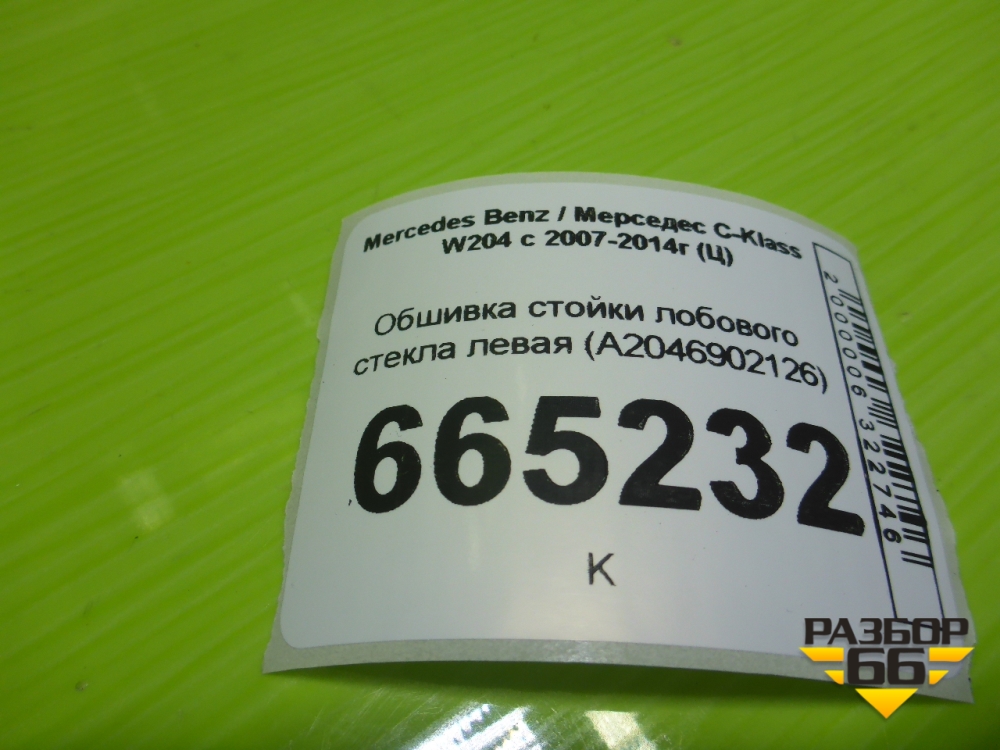 Mercedes Benz / Мерседес C-Klass
W204 с 2007-2014г (Ц)
Обшивка стойки лобового
стекла левая (A2046902126)
665232
К
2000006322746
РАЗБОР
66